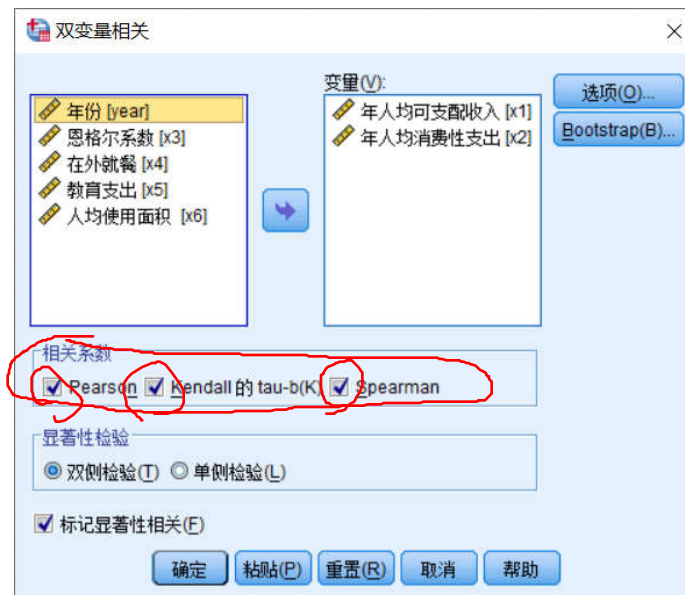 双变量相关
变量(V):
年份 [year]
恩格尔系数 [x3]
在外就餐 [x4]
教育支出 [x5]
人均使用面积 [x6]
年人均可支配收入 [x1]
年人均消费性支出 [x2]
选项(O)...
Bootstrap(B)...
相关系数
Pearson Kendall 的 tau-b(K) Spearman
显著性检验
双侧检验(T) 单侧检验(L)
标记显著性相关(F)
确定 粘贴(P) 重置(R) 取消 帮助